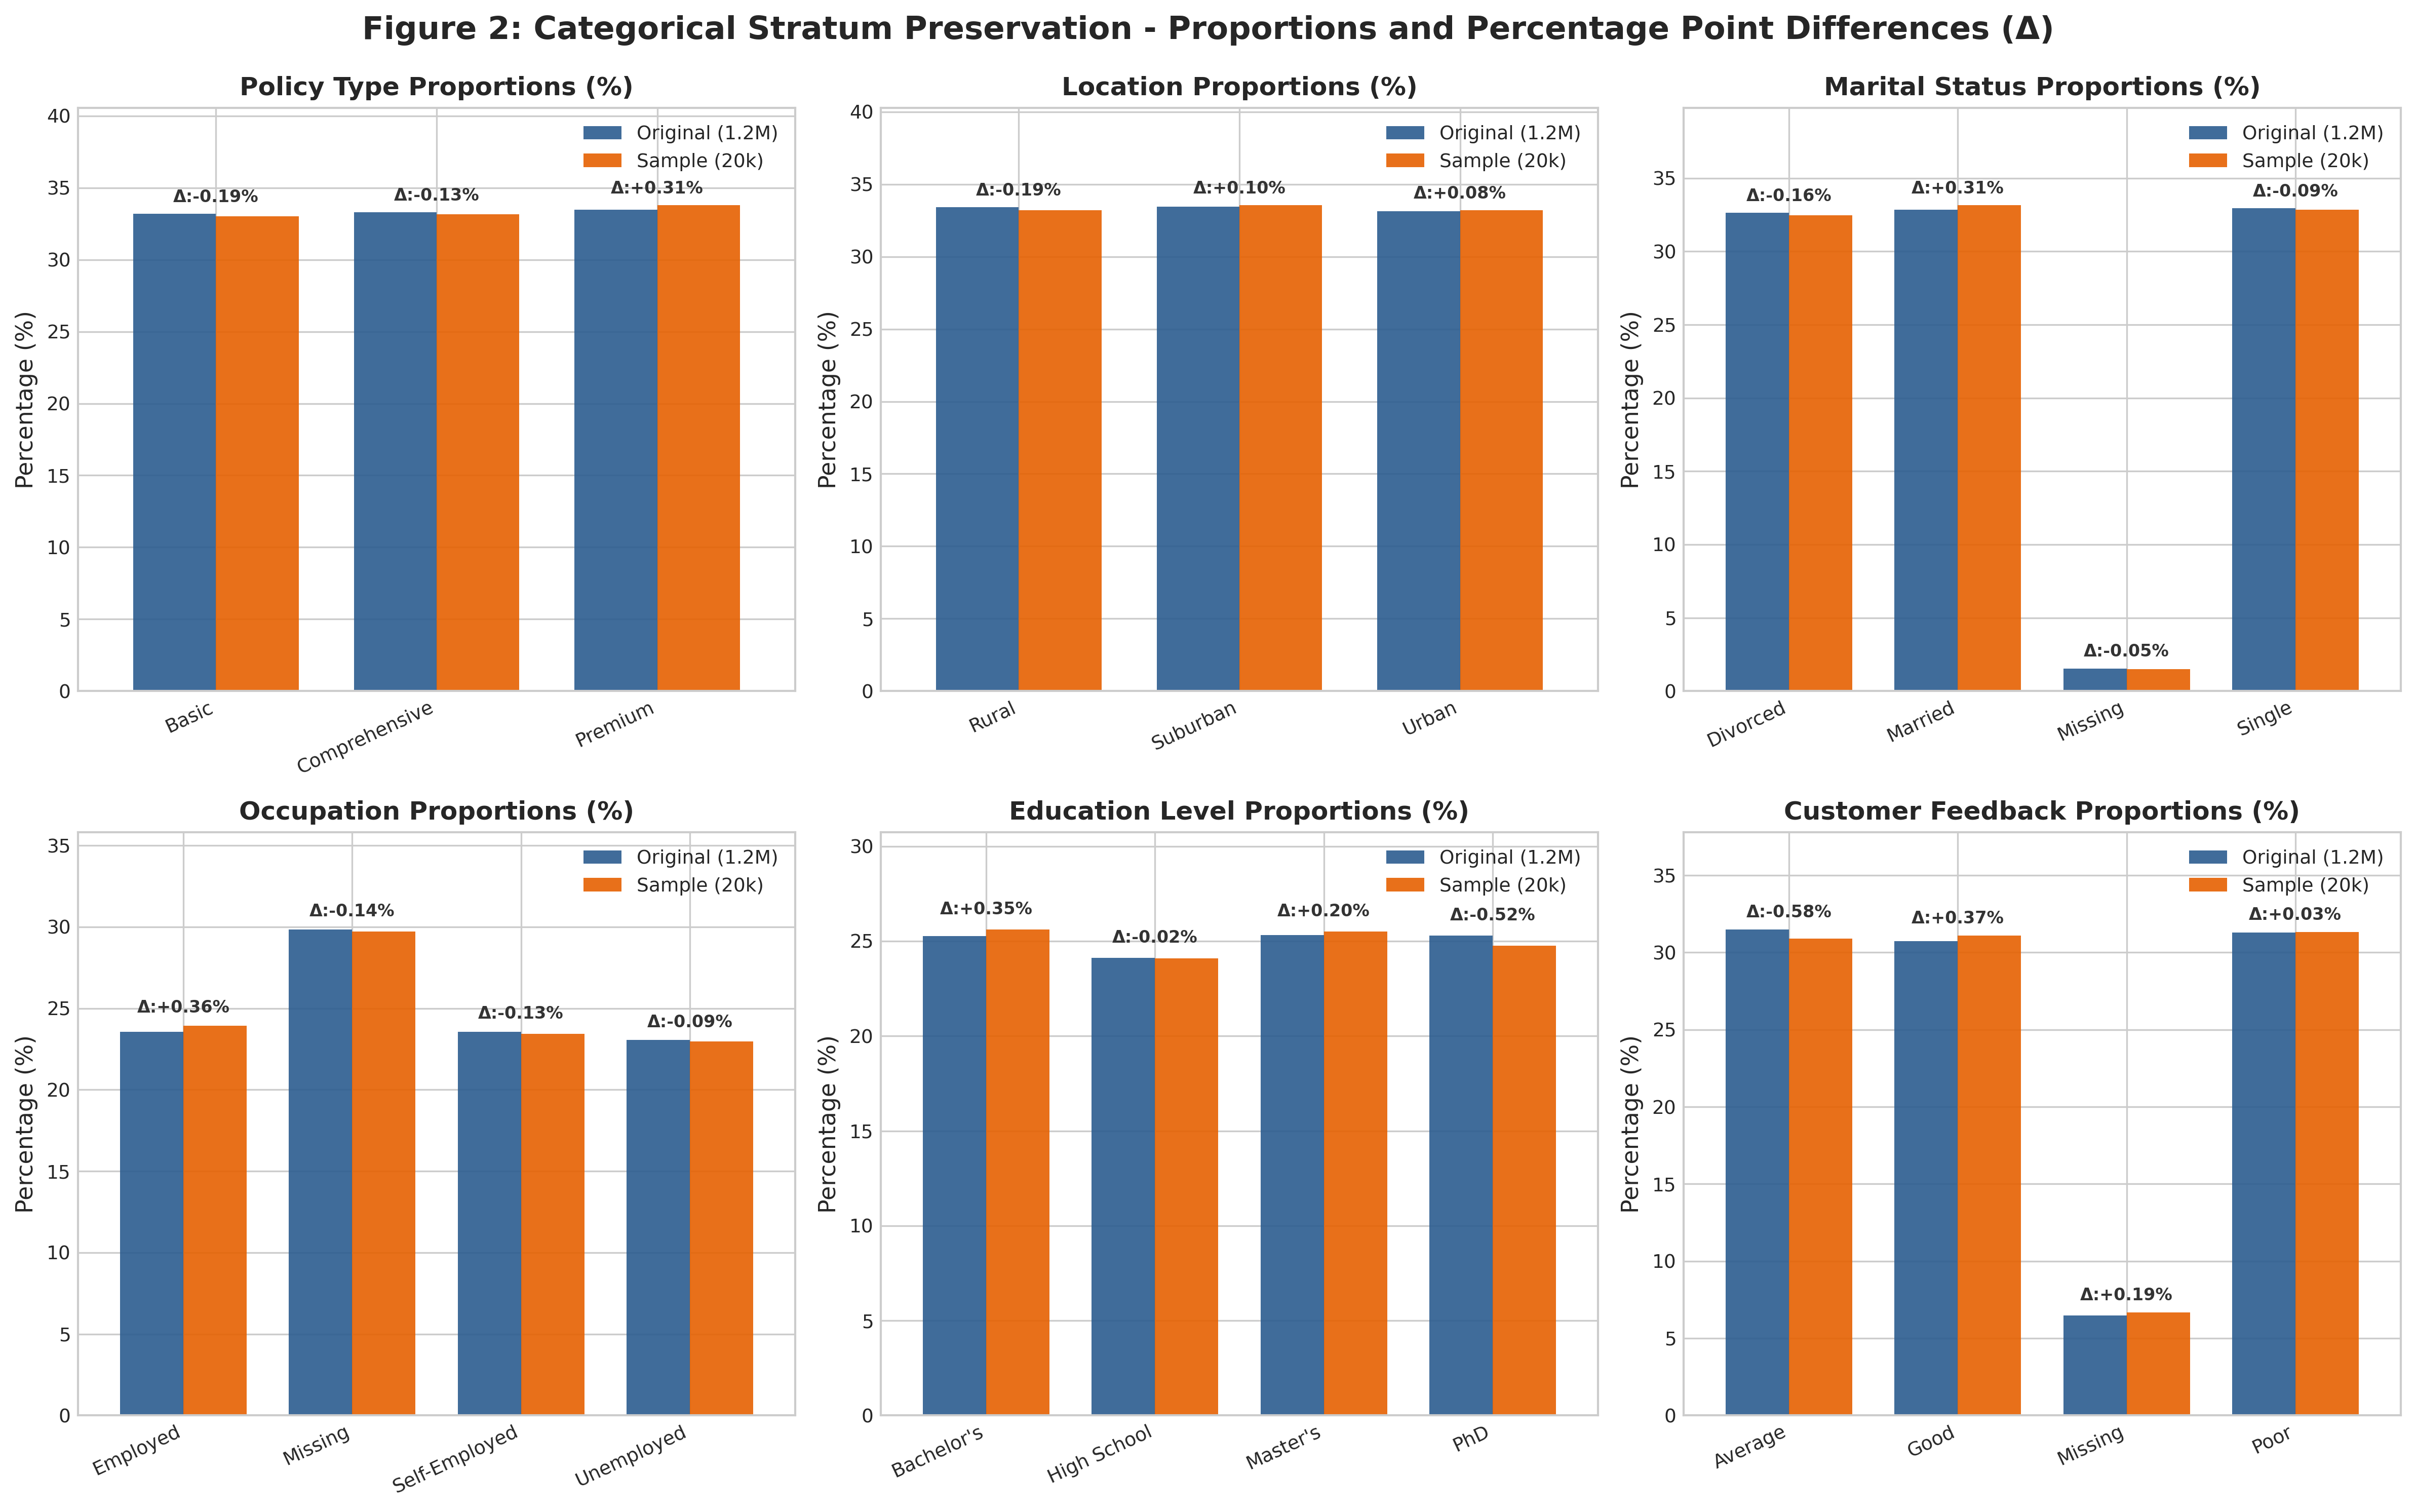 Figure 2: Categorical Stratum Preservation - Proportions and Percentage Point Differences (Δ)
Policy Type Proportions (%)
Original (1.2M)
Sample (20k)
Δ:-0.19%
Δ:-0.13%
Δ:+0.31%
Percentage (%)
40
35
30
25
20
15
10
5
0
Basic
Comprehensive
Premium
Location Proportions (%)
Original (1.2M)
Sample (20k)
Δ:-0.19%
Δ:+0.10%
Δ:+0.08%
Percentage (%)
40
35
30
25
20
15
10
5
0
Rural
Suburban
Urban
Marital Status Proportions (%)
Original (1.2M)
Sample (20k)
Δ:-0.16%
Δ:+0.31%
Δ:-0.05%
Δ:-0.09%
Percentage (%)
35
30
25
20
15
10
5
0
Divorced
Married
Missing
Single
Occupation Proportions (%)
Original (1.2M)
Sample (20k)
Δ:+0.36%
Δ:-0.14%
Δ:-0.13%
Δ:-0.09%
Percentage (%)
35
30
25
20
15
10
5
0
Employed
Missing
Self-Employed
Unemployed
Education Level Proportions (%)
Original (1.2M)
Sample (20k)
Δ:+0.35%
Δ:-0.02%
Δ:+0.20%
Δ:-0.52%
Percentage (%)
30
25
20
15
10
5
0
Bachelor's
High School
Master's
PhD
Customer Feedback Proportions (%)
Original (1.2M)
Sample (20k)
Δ:-0.58%
Δ:+0.37%
Δ:+0.19%
Δ:+0.03%
Percentage (%)
35
30
25
20
15
10
5
0
Average
Good
Missing
Poor